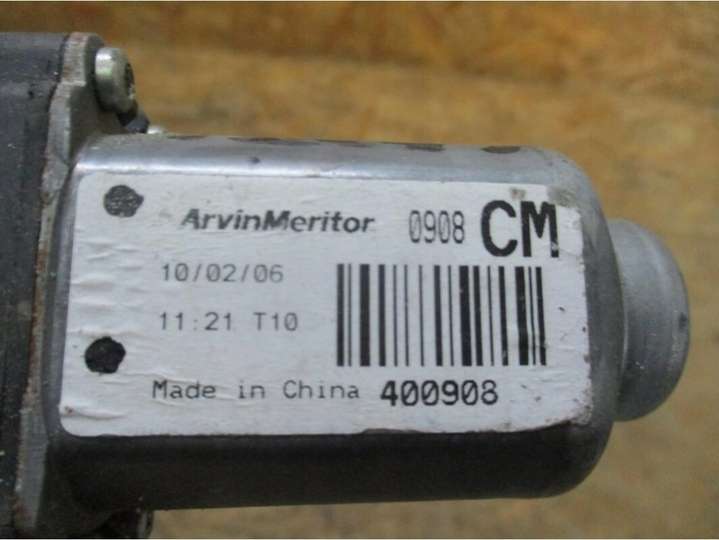 ArvinMeritor 0908 CM
10/02/06
11:21 T10
Made in China 400908